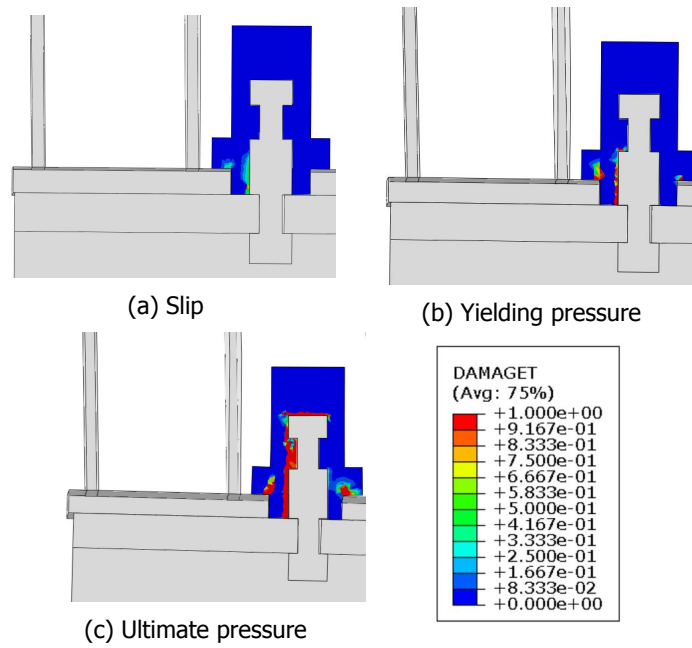 (a) Slip
(b) Yielding pressure
(c) Ultimate pressure
DAMAGET
(Avg: 75%)
+1.000e+00
+9.167e-01
+8.333e-01
+7.500e-01
+6.667e-01
+5.833e-01
+5.000e-01
+4.167e-01
+3.333e-01
+2.500e-01
+1.667e-01
+8.333e-02
+0.000e+00